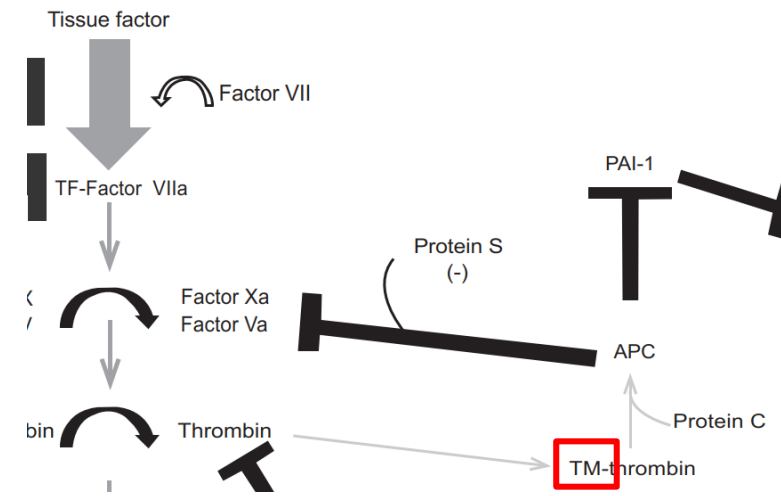 Tissue factor
Factor VII
PAI-1
TF-Factor VIIa
Protein S
(-)
Factor Xa
Factor Va
APC
Protein C
bin
Thrombin
TM-thrombin